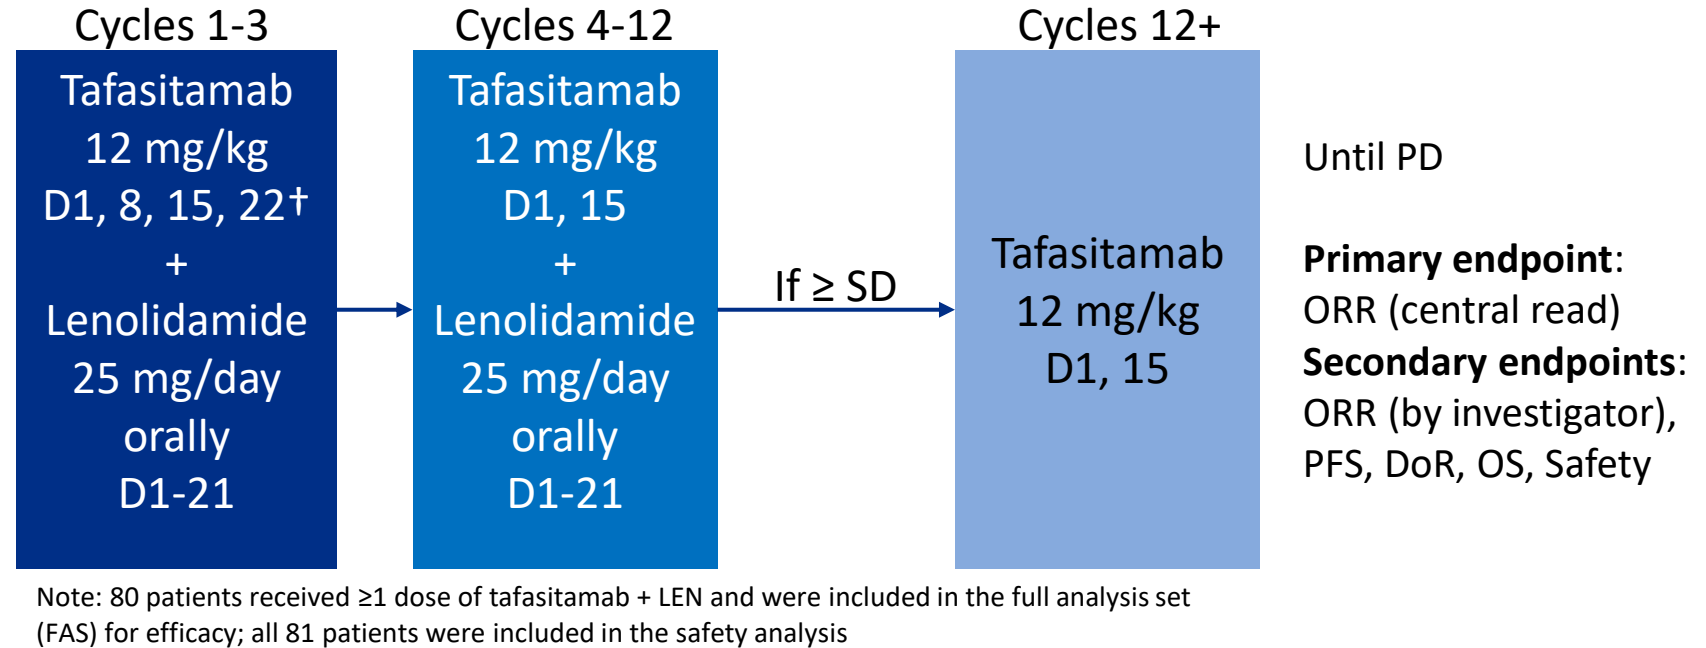 Cycles 1-3
Tafasitamab
12 mg/kg
D1, 8, 15, 22†
+
Lenolidamide
25 mg/day
orally
D1-21
Cycles 4-12
Tafasitamab
12 mg/kg
D1, 15
+
Lenolidamide
25 mg/day
orally
D1-21
If ≥ SD
Cycles 12+
Tafasitamab
12 mg/kg
D1, 15
Until PD
Primary endpoint:
ORR (central read)
Secondary endpoints:
ORR (by investigator),
PFS, DoR, OS, Safety
Note: 80 patients received ≥1 dose of tafasitamab + LEN and were included in the full analysis set
(FAS) for efficacy; all 81 patients were included in the safety analysis